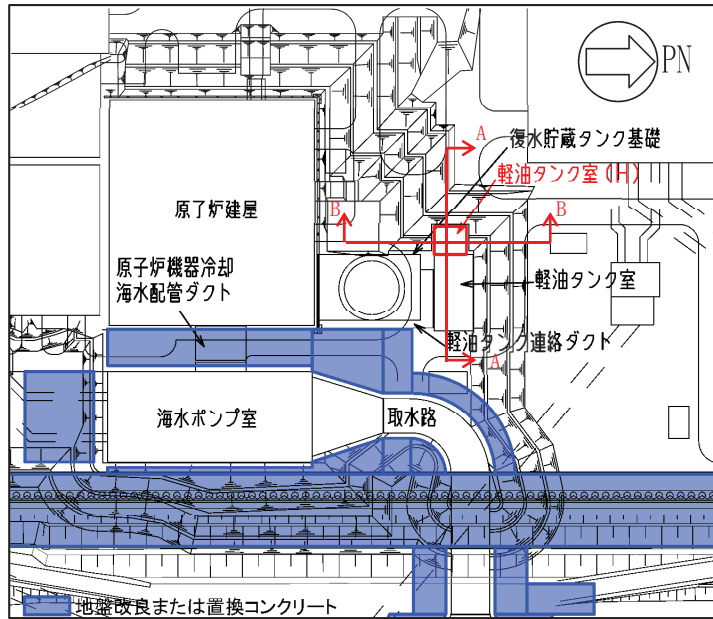 PN
A
復水貯蔵タンク基礎
軽油タンク室(H)
B
B
原子炉建屋
原子炉機器冷却
海水配管ダクト
軽油タンク室
軽油タンク連絡ダクト
A
海水ポンプ室
取水路
地盤改良または置換コンクリート